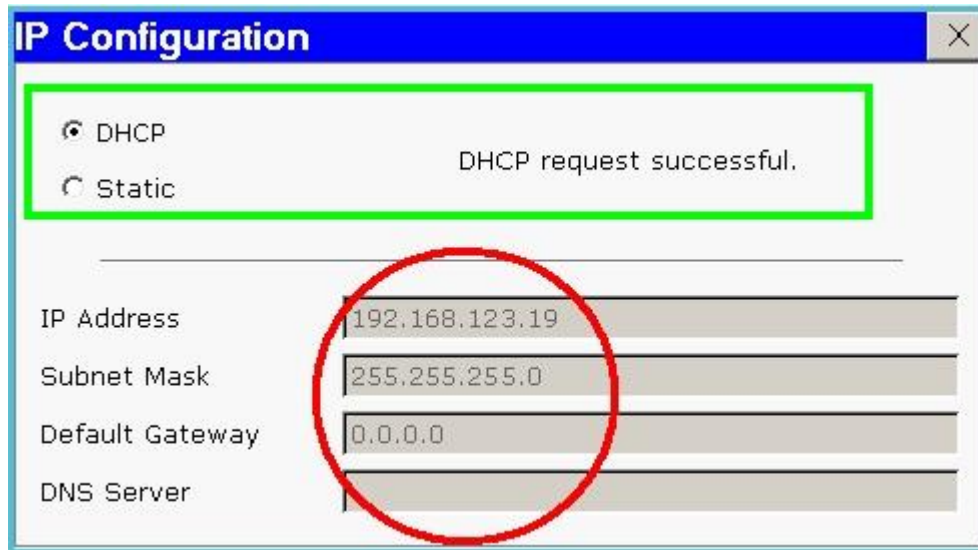 IP Configuration
DHCP
DHCP request successful.
Static
IP Address 192.168.123.19
Subnet Mask 255.255.255.0
Default Gateway 0.0.0.0
DNS Server